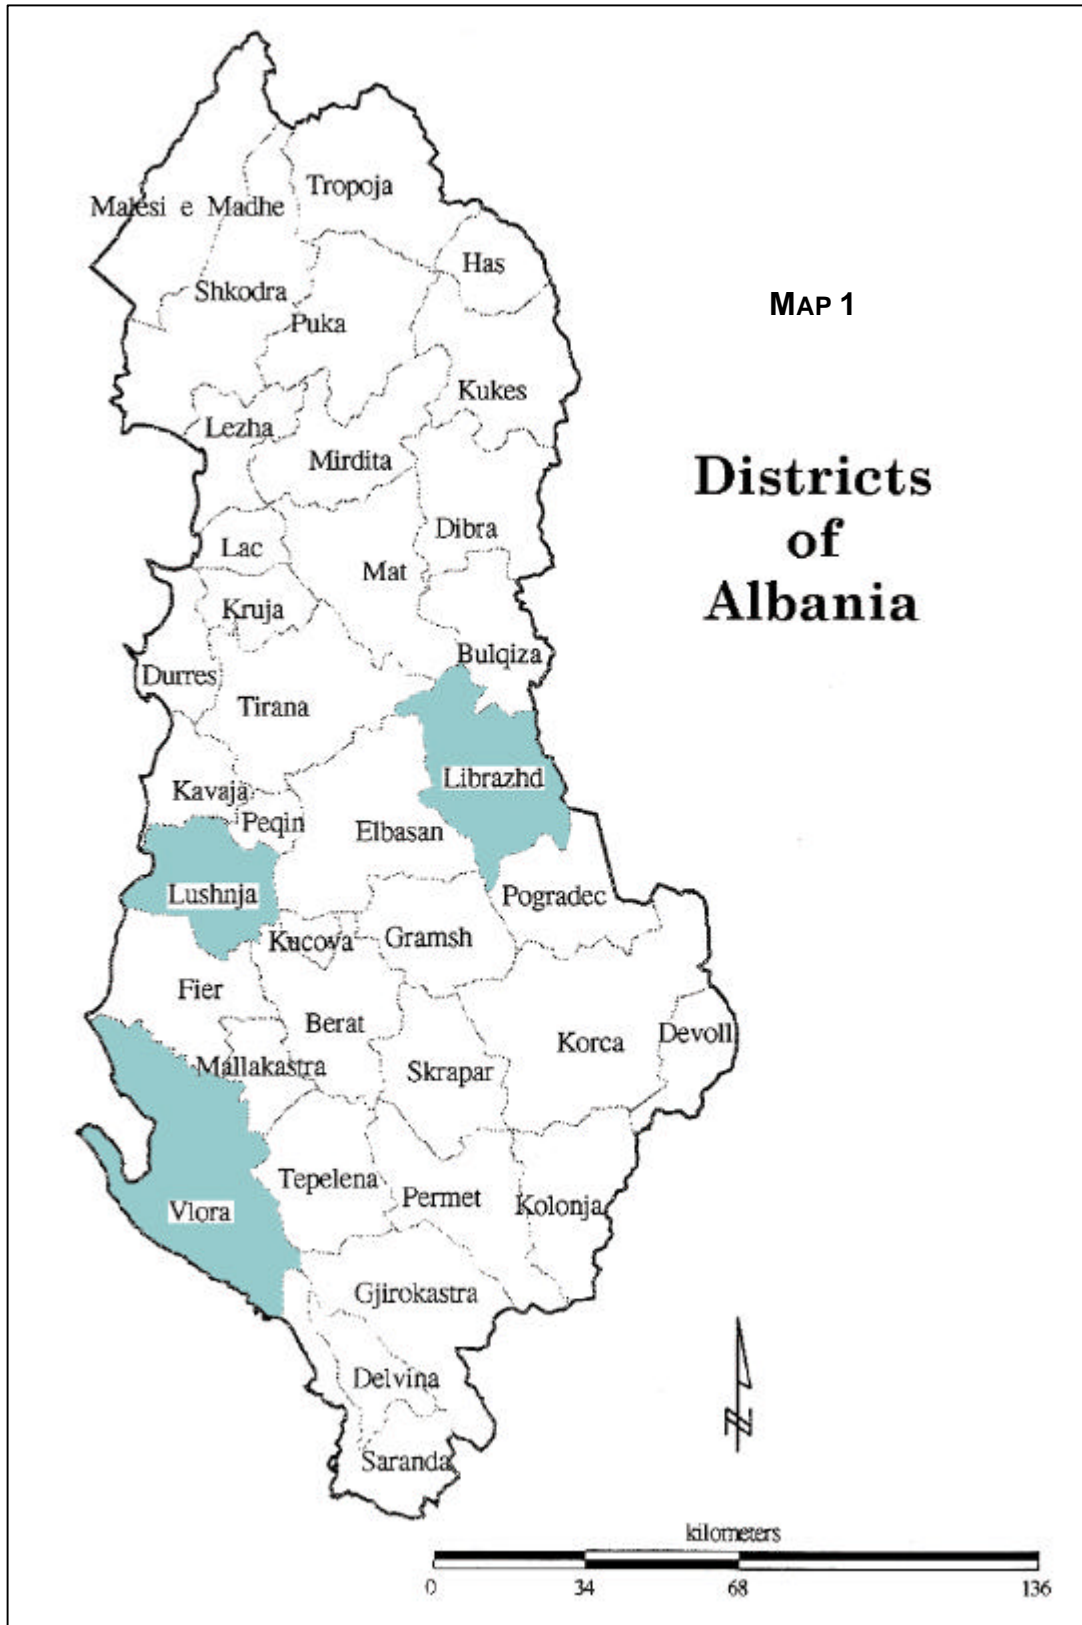 Tropoja
Malesi e Madhe
Has
Shkodra
MAP 1
Puka
Kukes
Lezha
Mirdita
Districts
of
Albania
Dibra
Lac
Mat
Kruja
Bulqiza
Durres
Tirana
Librazhd
Kavaja
Peqin
Elbasan
Lushnja
Pogradec
Kucova
Gramsh
Fier
Berat
Korca
Devoll
Mallakastra
Skrapar
Tepelena
Permet
Kolonja
Vlora
Gjirokastra
Delvina
N
Saranda
kilometers
0 34 68 136